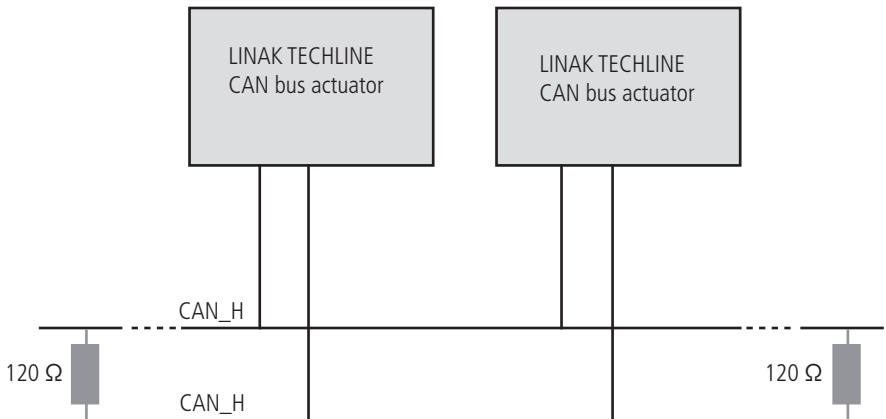 LINAK TECHLINE
CAN bus actuator
LINAK TECHLINE
CAN bus actuator
CAN_H
120 Ω
120 Ω
CAN_H